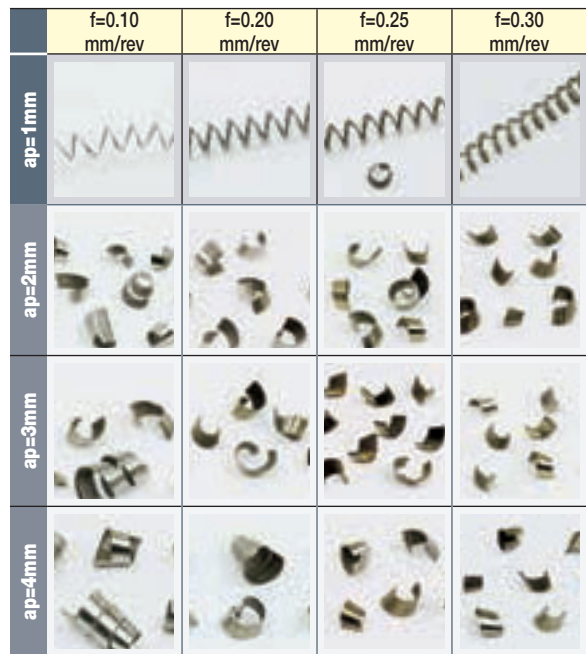 f=0.10
mm/rev
f=0.20
mm/rev
f=0.25
mm/rev
f=0.30
mm/rev
ap=1mm
ap=2mm
ap=3mm
ap=4mm